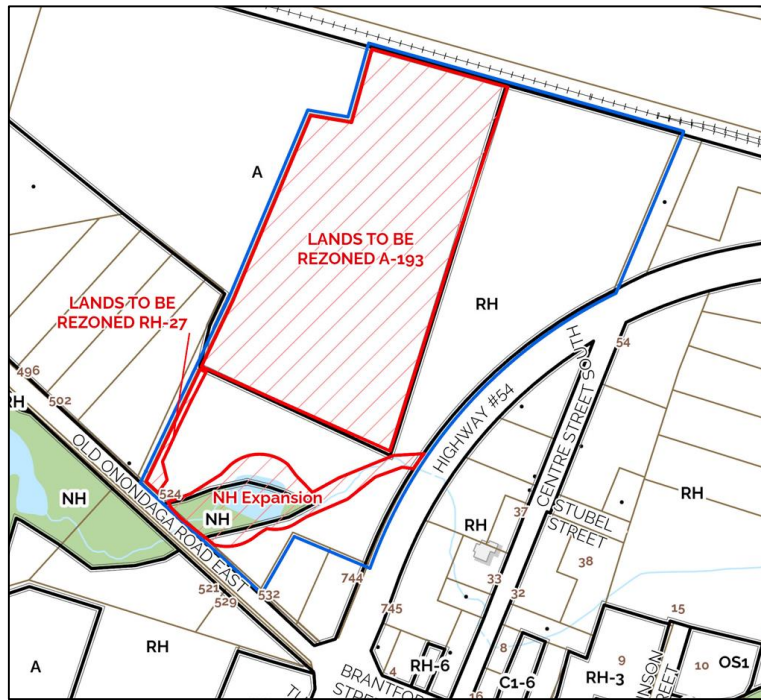 A
LANDS TO BE
REZONED A-193
LANDS TO BE
REZONED RH-27
RH
54
SOUTH
CENTRE STREET
HIGHWAY #54
496
502
RH
OLD ONONDAGA ROAD EAST
524
NH Expansion
NH
NH
RH
37
STUBEL
STREET
RH
38
33
32
521
529
532
744
745
RH
A
15
8
9
10
OS1
4
RH-6
C1-6
RH-3
16